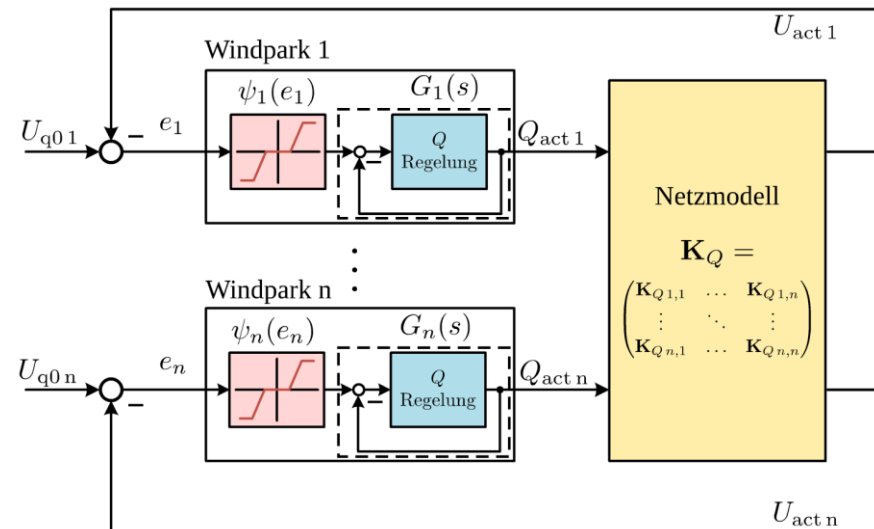 U_act 1
Windpark 1
ψ_1(e_1)
G_1(s)
U_q0 1
e_1
−
Q
Regelung
−
Q_act 1
Netzmodell
K_Q =
K_Q 1,1 … K_Q 1,n
⋮ ⋱ ⋮
K_Q n,1 … K_Q n,n
⋮
Windpark n
ψ_n(e_n)
G_n(s)
U_q0 n
e_n
−
Q
Regelung
−
Q_act n
U_act n